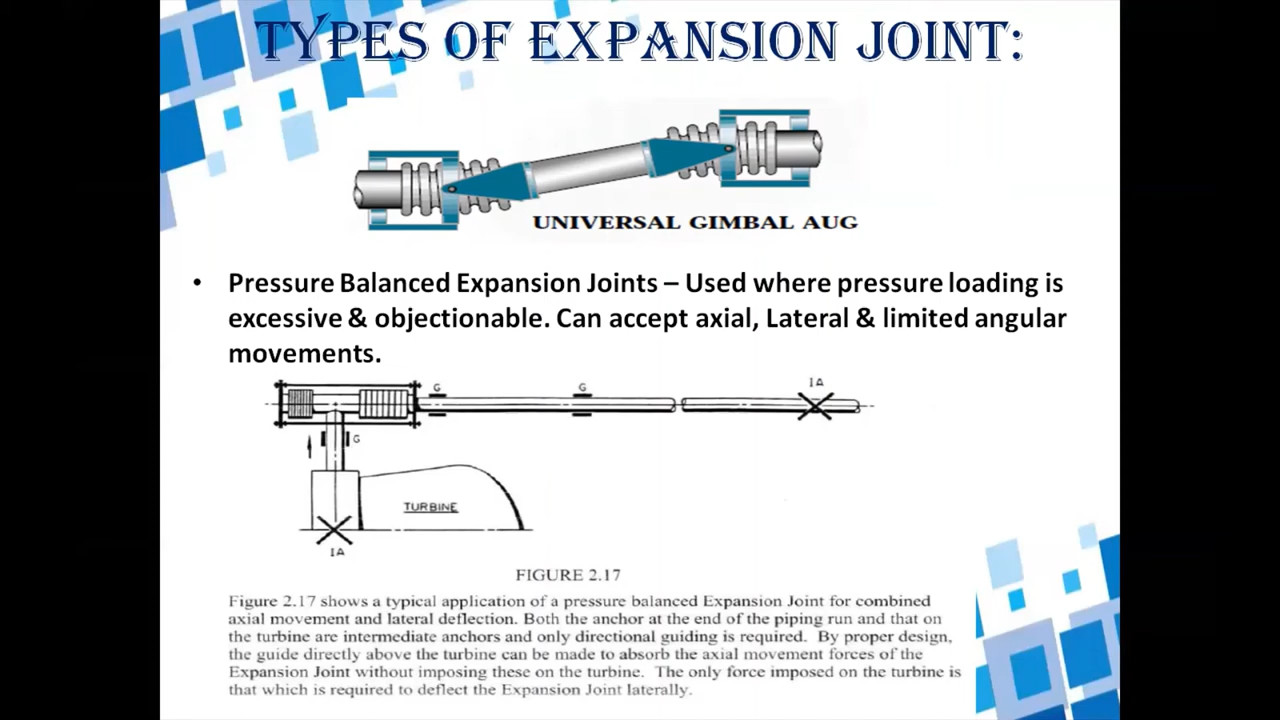 TYPES OF EXPANSION JOINT:
UNIVERSAL GIMBAL AUG
• Pressure Balanced Expansion Joints – Used where pressure loading is
excessive & objectionable. Can accept axial, Lateral & limited angular
movements.
G
G
IA
G
TURBINE
IA
FIGURE 2.17
Figure 2.17 shows a typical application of a pressure balanced Expansion Joint for combined
axial movement and lateral deflection. Both the anchor at the end of the piping run and that on
the turbine are intermediate anchors and only directional guiding is required. By proper design,
the guide directly above the turbine can be made to absorb the axial movement forces of the
Expansion Joint without imposing these on the turbine. The only force imposed on the turbine is
that which is required to deflect the Expansion Joint laterally.